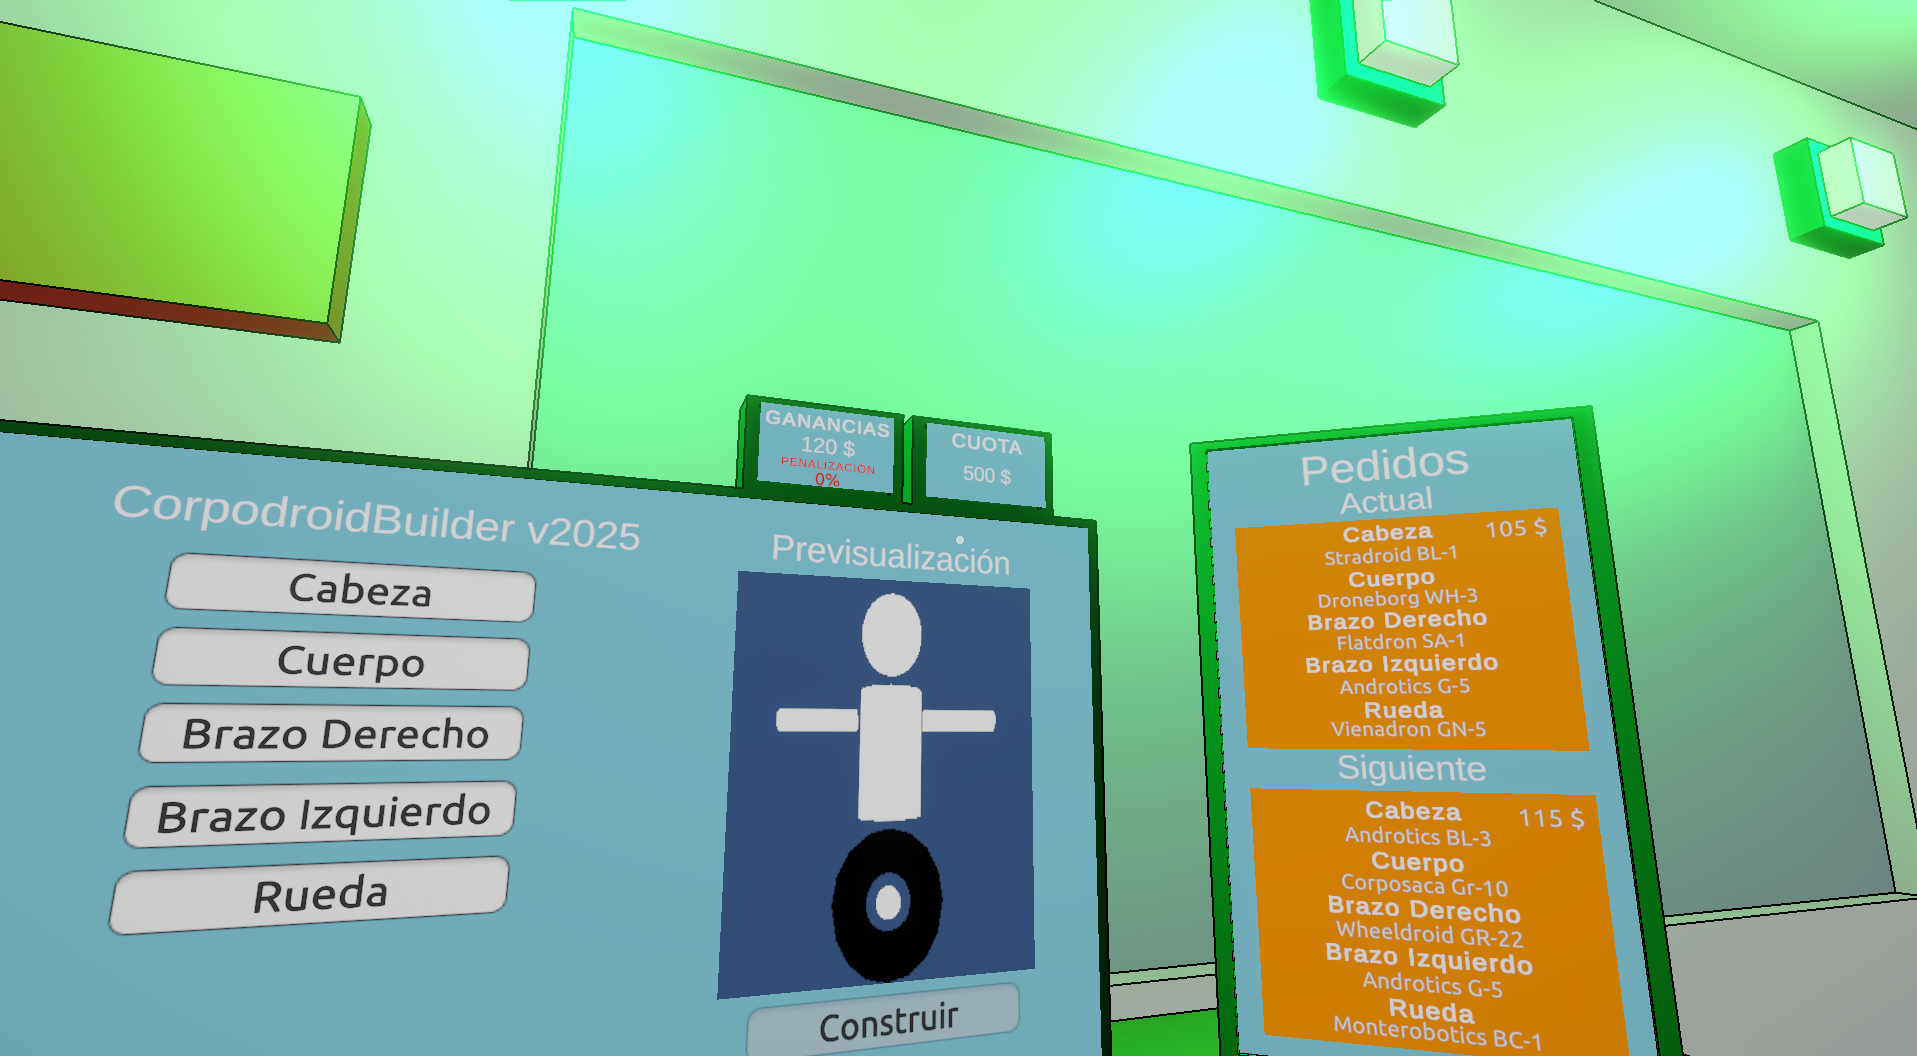 GANANCIAS
120 $
PENALIZACIÓN
0%
CUOTA
500 $
CorpodroidBuilder v2025
Cabeza
Cuerpo
Brazo Derecho
Brazo Izquierdo
Rueda
Previsualización
Construir
Pedidos
Actual
Cabeza 105 $
Stradroid BL-1
Cuerpo
Droneborg WH-3
Brazo Derecho
Flatdron SA-1
Brazo Izquierdo
Androtics G-5
Rueda
Vienadron GN-5
Siguiente
Cabeza 115 $
Androtics BL-3
Cuerpo
Corposaca Gr-10
Brazo Derecho
Wheeldroid GR-22
Brazo Izquierdo
Androtics G-5
Rueda
Monterobotics BC-1